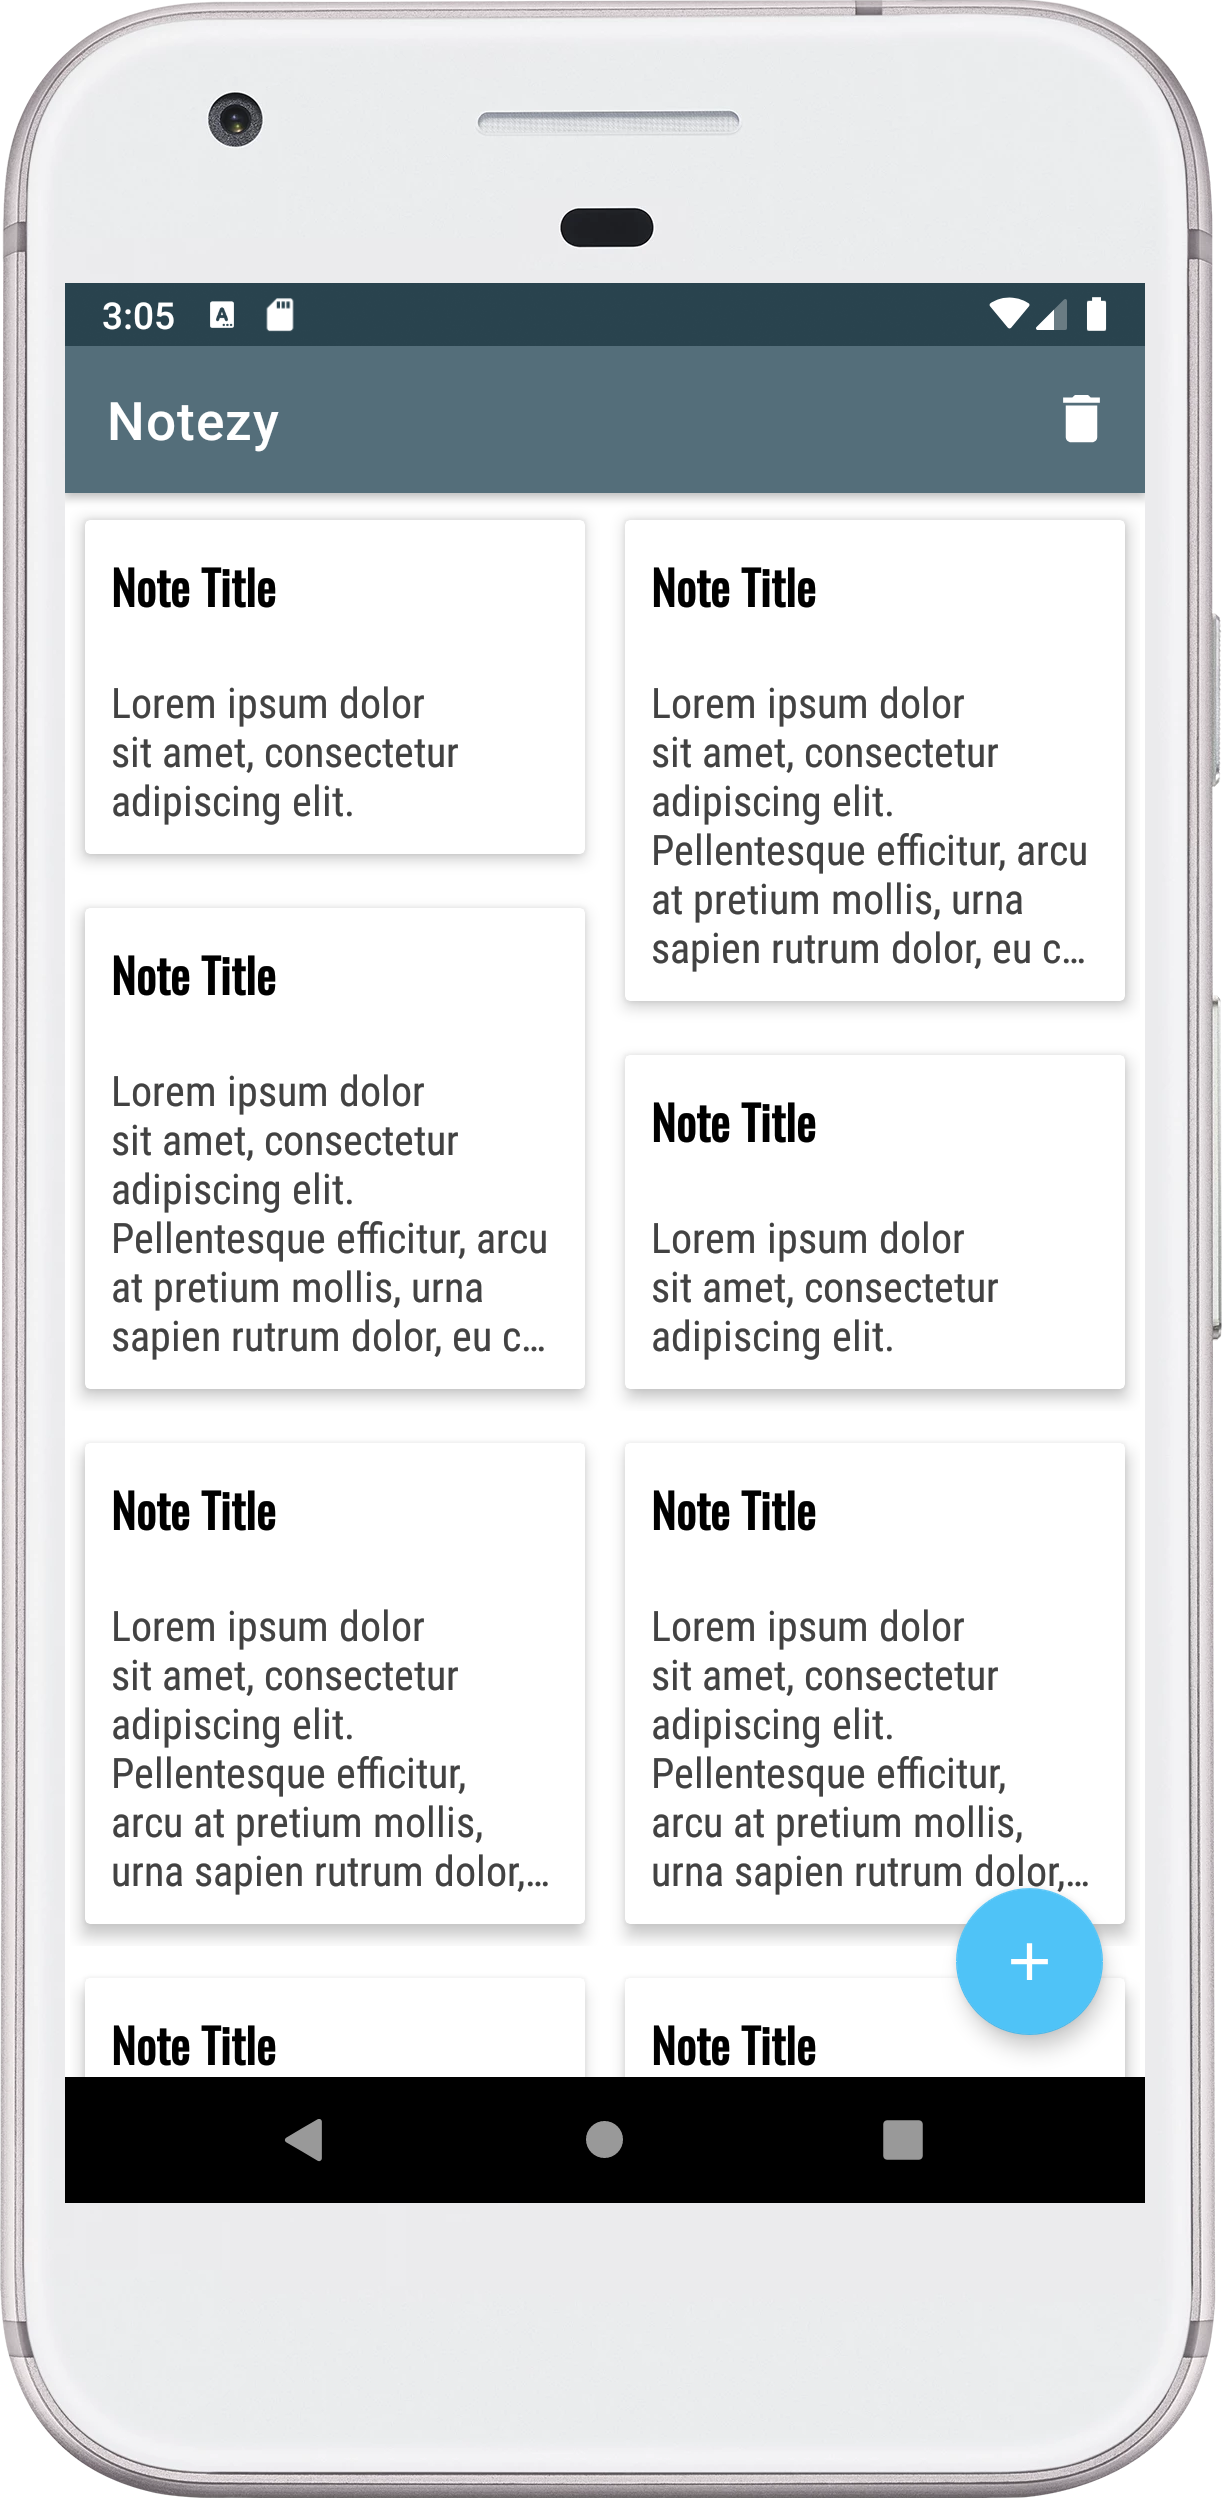 3:05
Notezy
Note Title
Lorem ipsum dolor
sit amet, consectetur
adipiscing elit.
Note Title
Lorem ipsum dolor
sit amet, consectetur
adipiscing elit.
Pellentesque efficitur, arcu
at pretium mollis, urna
sapien rutrum dolor, eu c…
Note Title
Lorem ipsum dolor
sit amet, consectetur
adipiscing elit.
Pellentesque efficitur, arcu
at pretium mollis, urna
sapien rutrum dolor, eu c…
Note Title
Lorem ipsum dolor
sit amet, consectetur
adipiscing elit.
Note Title
Lorem ipsum dolor
sit amet, consectetur
adipiscing elit.
Pellentesque efficitur,
arcu at pretium mollis,
urna sapien rutrum dolor,…
Note Title
Lorem ipsum dolor
sit amet, consectetur
adipiscing elit.
Pellentesque efficitur,
arcu at pretium mollis,
urna sapien rutrum dolor,…
Note Title
Note Title